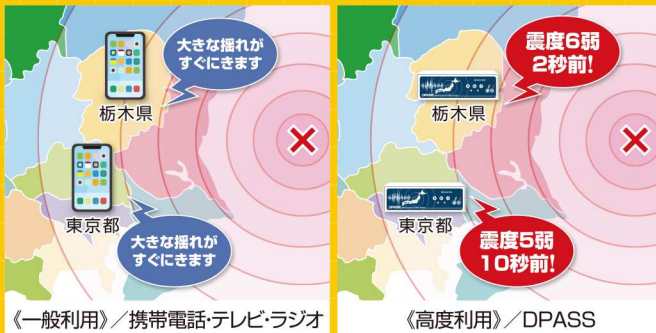 大きな揺れが
すぐにきます
栃木県
東京都
大きな揺れが
すぐにきます
《一般利用》／携帯電話・テレビ・ラジオ
震度6弱
2秒前!
栃木県
DPASS
東京都
DPASS
震度5弱
10秒前!
《高度利用》／DPASS